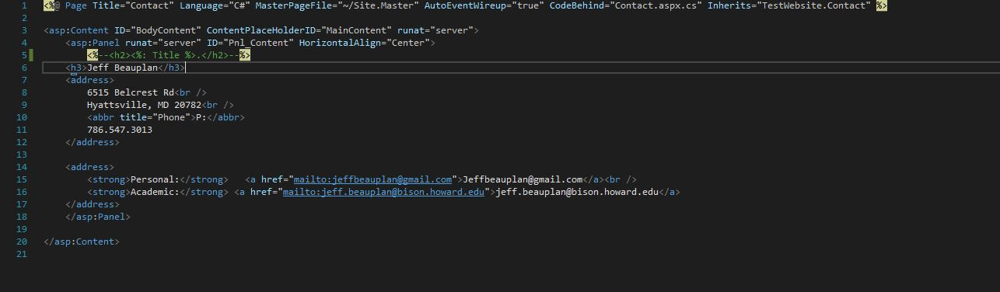 1 <%@ Page Title="Contact" Language="C#" MasterPageFile="~/Site.Master" AutoEventWireup="true" CodeBehind="Contact.aspx.cs" Inherits="TestWebsite.Contact" %>
2
3 <asp:Content ID="BodyContent" ContentPlaceHolderID="MainContent" runat="server">
4     <asp:Panel runat="server" ID="Pnl_Content" HorizontalAlign="Center">
5         <%--<h2><%: Title %>.</h2>--%>
6     <h3>Jeff Beauplan</h3>
7     <address>
8         6515 Belcrest Rd<br />
9         Hyattsville, MD 20782<br />
10         <abbr title="Phone">P:</abbr>
11         786.547.3013
12     </address>
13
14     <address>
15         <strong>Personal:</strong>   <a href="mailto:jeffbeauplan@gmail.com">Jeffbeauplan@gmail.com</a><br />
16         <strong>Academic:</strong> <a href="mailto:jeff.beauplan@bison.howard.edu">jeff.beauplan@bison.howard.edu</a>
17     </address>
18     </asp:Panel>
19
20 </asp:Content>
21